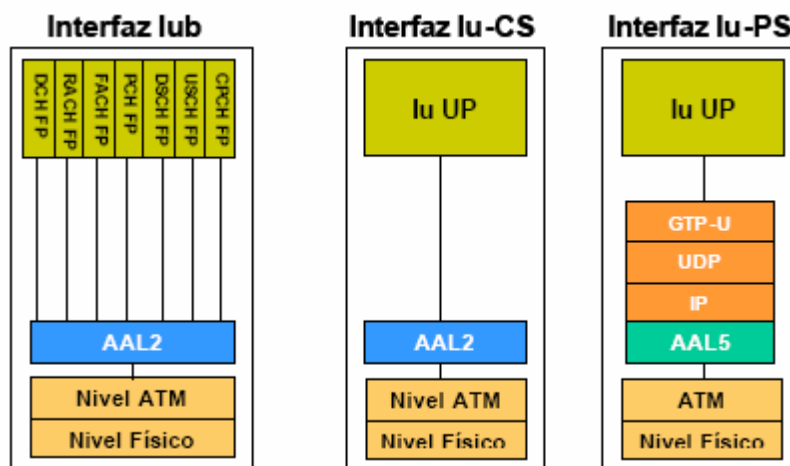 Interfaz Iub
DCH FP
RACH FP
FACH FP
PCH FP
DSCH FP
USCH FP
CPCH FP
AAL2
Nivel ATM
Nivel Físico
Interfaz Iu-CS
Iu UP
AAL2
Nivel ATM
Nivel Físico
Interfaz Iu-PS
Iu UP
GTP-U
UDP
IP
AAL5
ATM
Nivel Físico